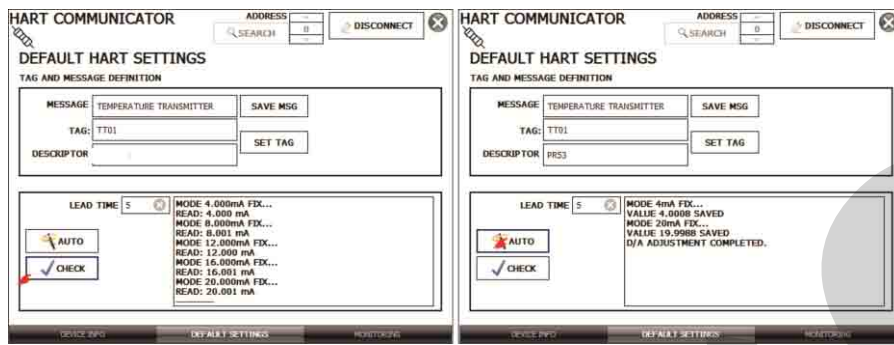 HART COMMUNICATOR
ADDRESS
SEARCH
0
DISCONNECT
DEFAULT HART SETTINGS
TAG AND MESSAGE DEFINITION
MESSAGE TEMPERATURE TRANSMITTER SAVE MSG
TAG: TT01
SET TAG
DESCRIPTOR
LEAD TIME 5
AUTO
CHECK
MODE 4.000mA FIX...
READ: 4.000 mA
MODE 8.000mA FIX...
READ: 8.001 mA
MODE 12.000mA FIX...
READ: 12.000 mA
MODE 16.000mA FIX...
READ: 16.001 mA
MODE 20.000mA FIX...
READ: 20.001 mA
DEVICE INFO DEFAULT SETTINGS MONITORING
HART COMMUNICATOR
ADDRESS
SEARCH
0
DISCONNECT
DEFAULT HART SETTINGS
TAG AND MESSAGE DEFINITION
MESSAGE TEMPERATURE TRANSMITTER SAVE MSG
TAG: TT01
SET TAG
DESCRIPTOR PR53
LEAD TIME 5
AUTO
CHECK
MODE 4mA FIX...
VALUE 4.0008 SAVED
MODE 20mA FIX...
VALUE 19.9988 SAVED
D/A ADJUSTMENT COMPLETED.
DEVICE INFO DEFAULT SETTINGS MONITORING